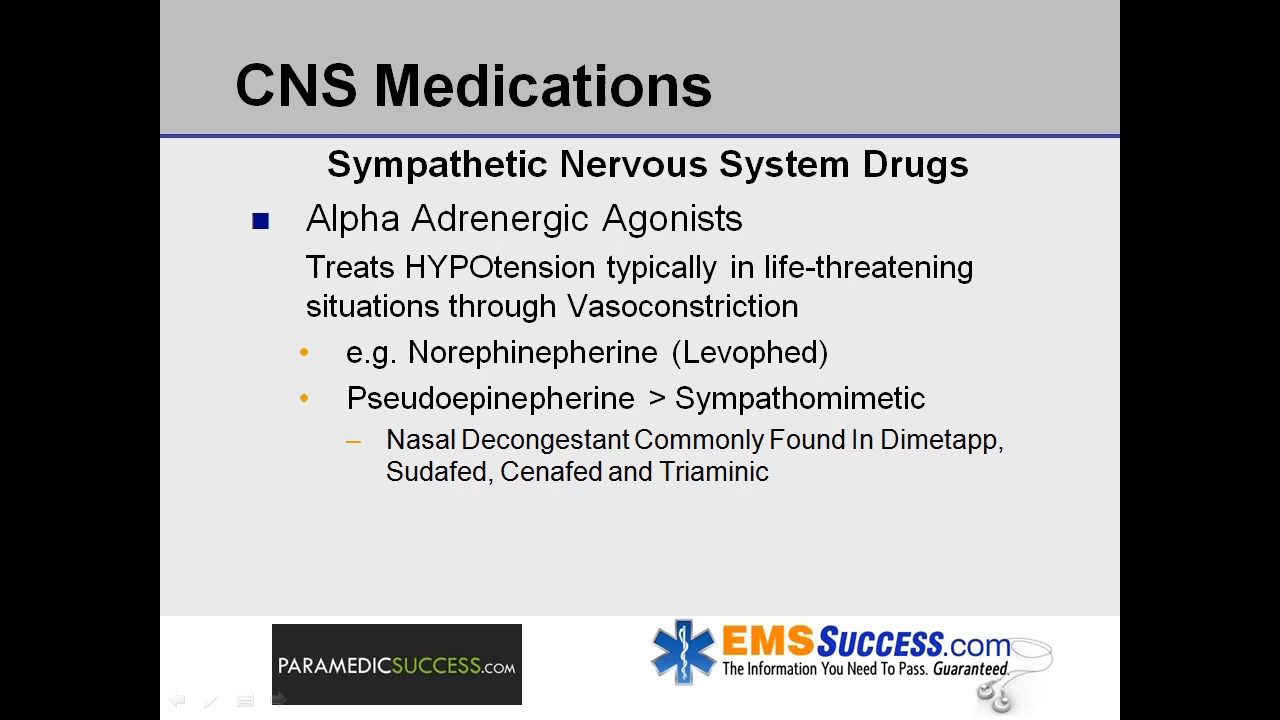 CNS Medications
Sympathetic Nervous System Drugs
Alpha Adrenergic Agonists
Treats HYPOtension typically in life-threatening
situations through Vasoconstriction
e.g. Norephinepherine (Levophed)
Pseudoepinepherine > Sympathomimetic
– Nasal Decongestant Commonly Found In Dimetapp,
Sudafed, Cenafed and Triaminic
PARAMEDICSUCCESS.COM
EMSSUCCESS.com
The Information You Need To Pass. Guaranteed.